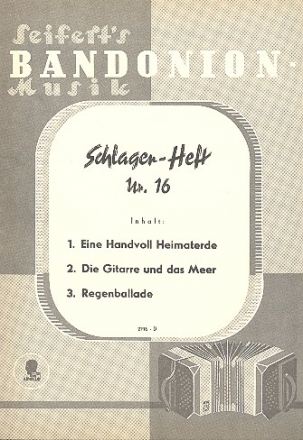 Seifert's
BANDONION-
Musik
Schlager-Heft
Nr. 16
Inhalt:
1. Eine Handvoll Heimaterde
2. Die Gitarre und das Meer
3. Regenballade